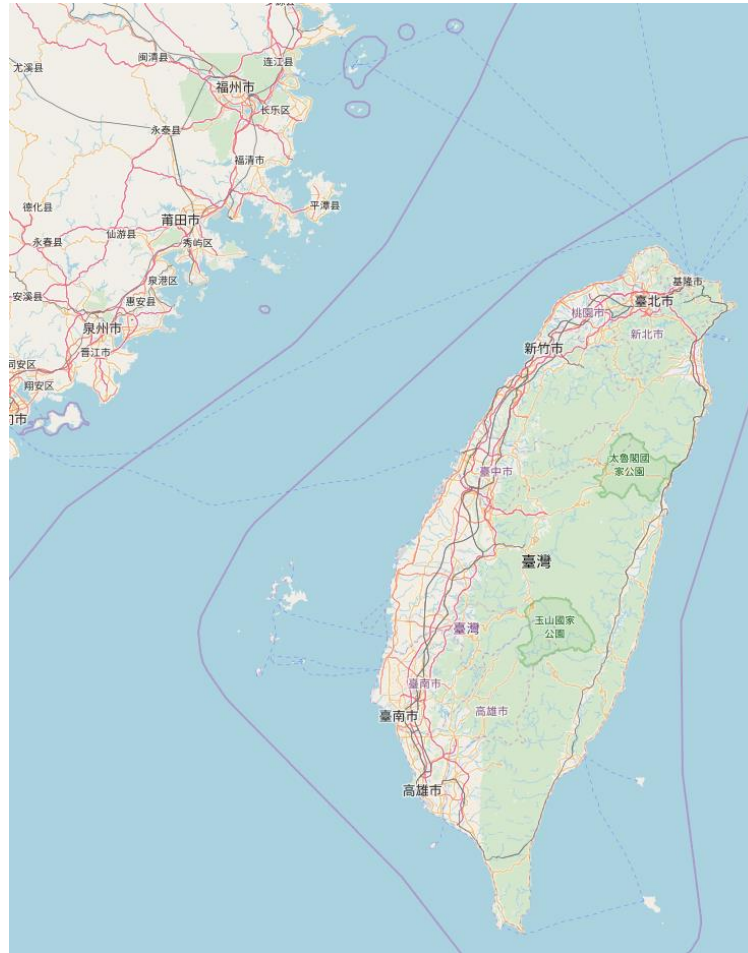 闽清县
连江县
尤溪县
福州市
长乐区
永泰县
福清市
德化县
平潭县
莆田市
仙游县
永春县
秀屿区
泉港区
安溪县
惠安县
泉州市
晋江市
同安区
翔安区
门市
基隆市
臺北市
桃園市
新北市
新竹市
太魯閣國
家公園
臺中市
臺灣
玉山國家
公園
臺灣
臺南市
高雄市
臺南市
高雄市